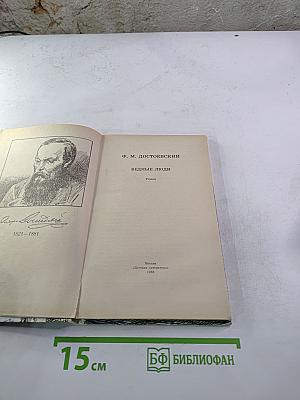 Ф. М. ДОСТОЕВСКИЙ
БЕДНЫЕ ЛЮДИ
Роман
1821–1881
Москва
«Детская литература»
15 см
БФ БИБЛИОФАН